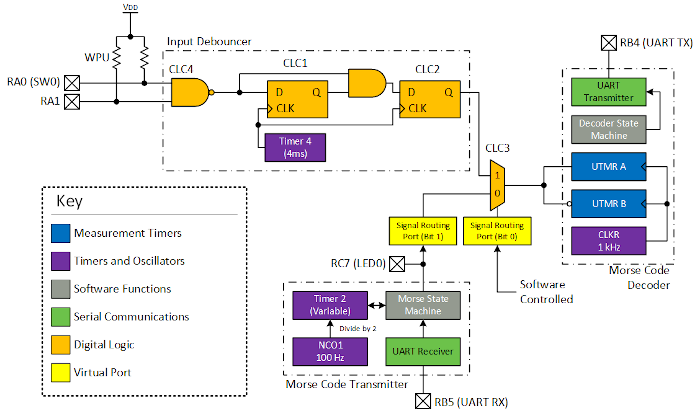 VDD
Input Debouncer
WPU
CLC4
CLC1
CLC2
RA0 (SW0)
RA1
D
Q
CLK
D
Q
CLK
Timer 4
(4ms)
CLC3
1
0
RB4 (UART TX)
UART
Transmitter
Decoder State
Machine
UTMR A
UTMR B
CLKR
1 kHz
Morse Code
Decoder
Signal Routing
Port (Bit 1)
Signal Routing
Port (Bit 0)
Software
Controlled
RC7 (LED0)
Timer 2
(Variable)
Morse State
Machine
Divide by 2
NCO1
100 Hz
UART Receiver
Morse Code Transmitter
RB5 (UART RX)
Key
Measurement Timers
Timers and Oscillators
Software Functions
Serial Communications
Digital Logic
Virtual Port